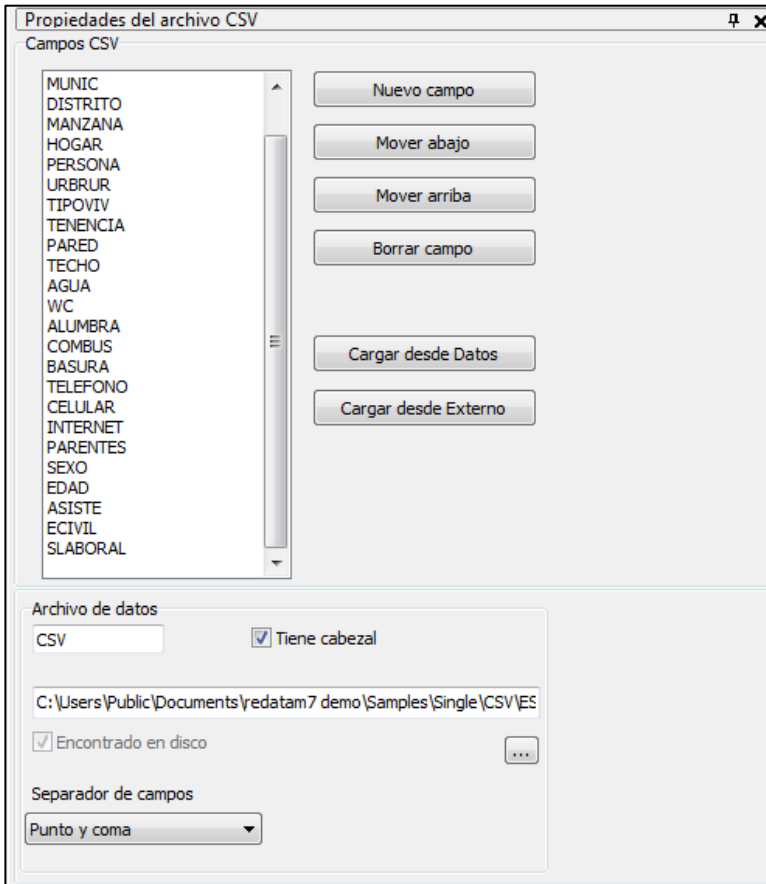 Propiedades del archivo CSV
Campos CSV
MUNIC
DISTRITO
MANZANA
HOGAR
PERSONA
URBRUR
TIPOVIV
TENENCIA
PARED
TECHO
AGUA
WC
ALUMBRA
COMBUS
BASURA
TELEFONO
CELULAR
INTERNET
PARENTES
SEXO
EDAD
ASISTE
ECIVIL
SLABORAL
Nuevo campo
Mover abajo
Mover arriba
Borrar campo
Cargar desde Datos
Cargar desde Externo
Archivo de datos
CSV
Tiene cabezal
C:\Users\Public\Documents\redatam7 demo\Samples\Single\CSV\ES
Encontrado en disco
...
Separador de campos
Punto y coma